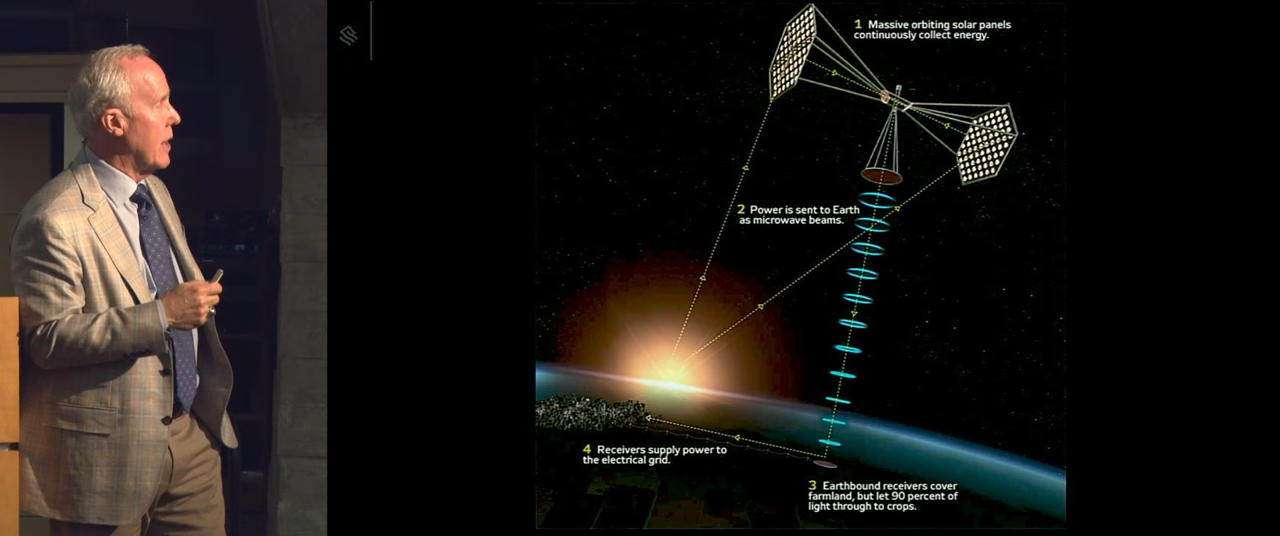 1 Massive orbiting solar panels
continuously collect energy.
2 Power is sent to Earth
as microwave beams.
4 Receivers supply power to
the electrical grid.
3 Earthbound receivers cover
farmland, but let 90 percent of
light through to crops.